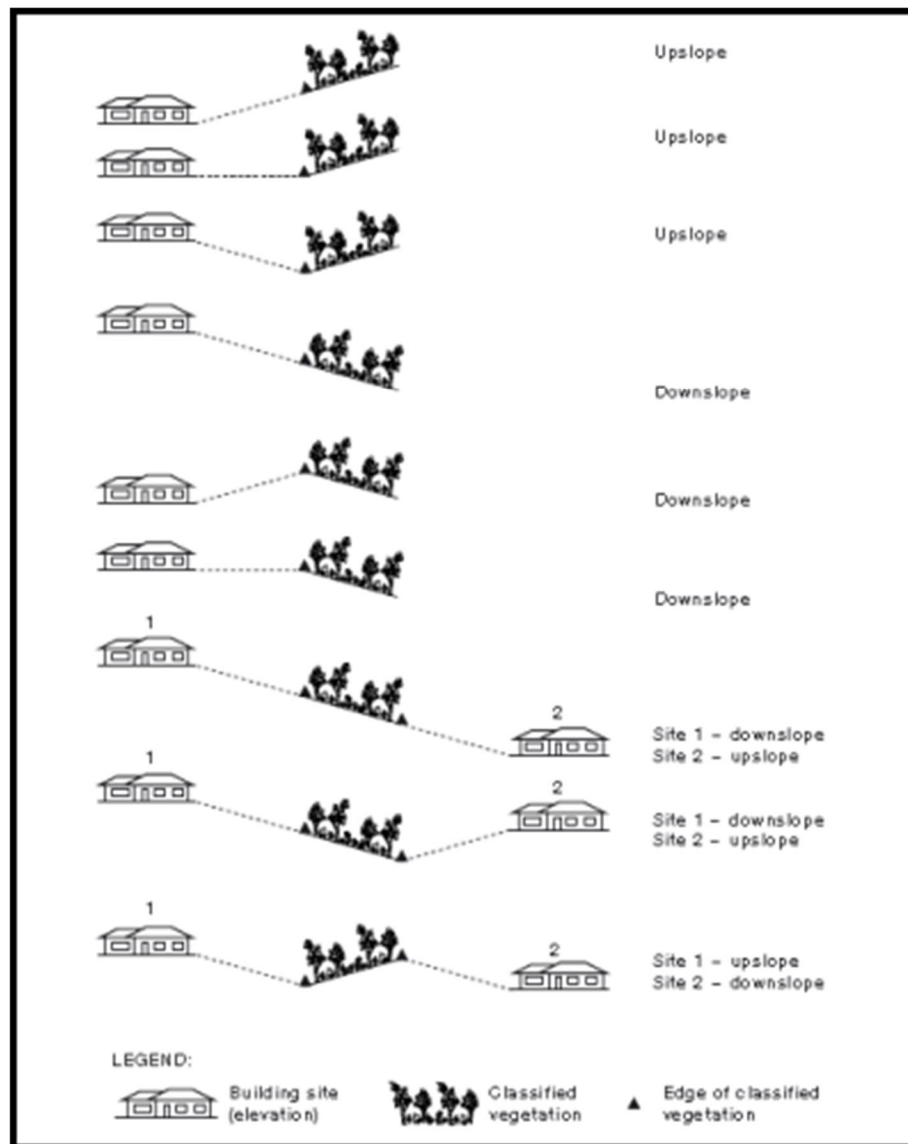 Upslope
Upslope
Upslope
Downslope
Downslope
Downslope
1
2
Site 1 – downslope
Site 2 – upslope
1
2
Site 1 – downslope
Site 2 – upslope
1
2
Site 1 – upslope
Site 2 – downslope
LEGEND:
Building site
(elevation)
Classified
vegetation
Edge of classified
vegetation